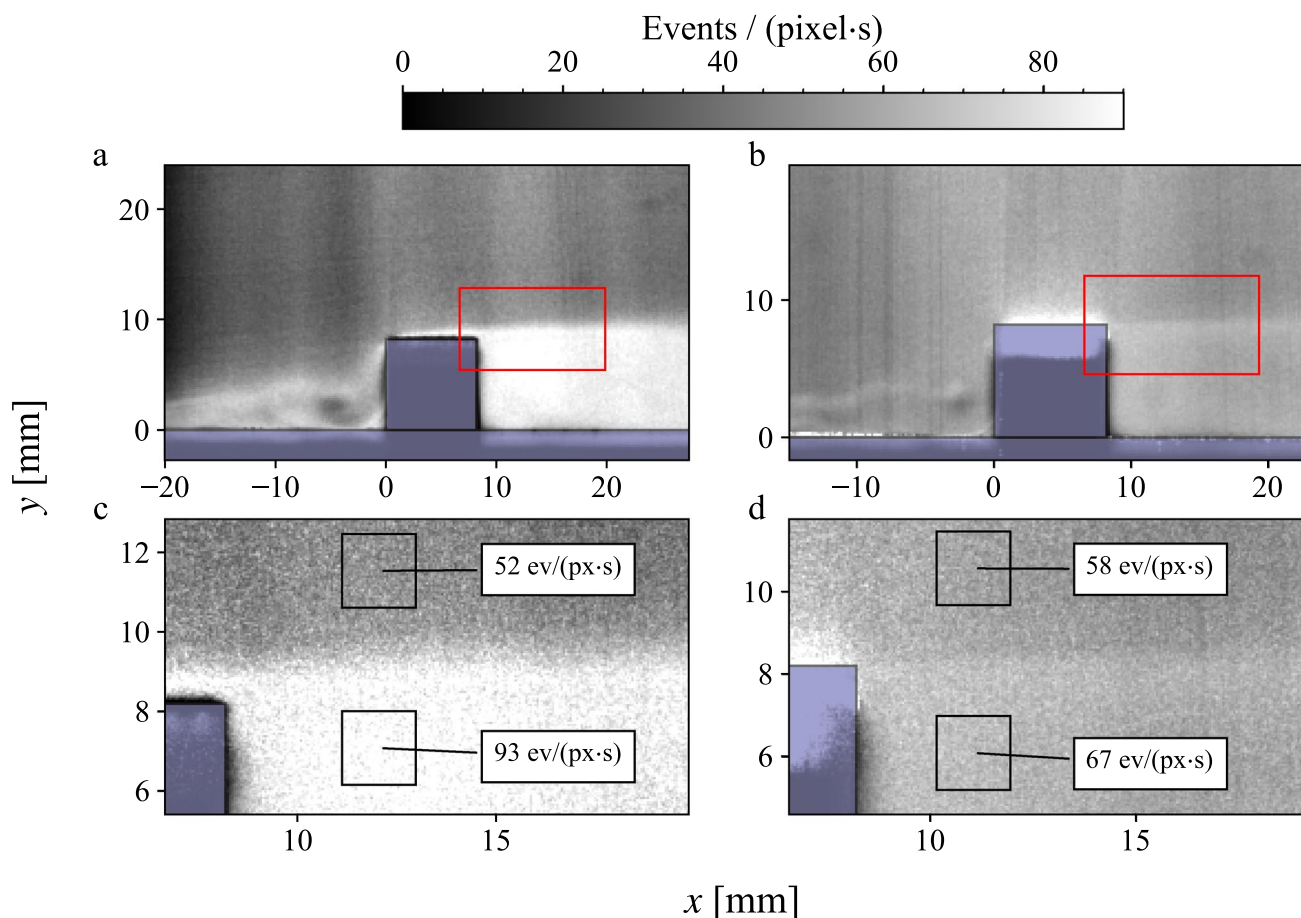 Events / (pixel·s)
0 20 40 60 80
a
b
20
10
0
−20 −10 0 10 20
10
0
−10 0 10 20
y [mm]
c
d
12
10
8
6
52 ev/(px·s)
93 ev/(px·s)
10 15
10
8
6
58 ev/(px·s)
67 ev/(px·s)
10 15
x [mm]